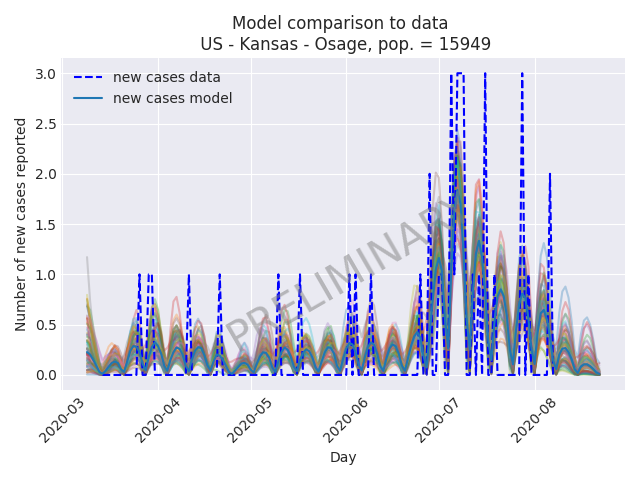 Model comparison to data
US - Kansas - Osage, pop. = 15949
new cases data
new cases model
PRELIMINARY
Number of new cases reported
3.0
2.5
2.0
1.5
1.0
0.5
0.0
2020-03
2020-04
2020-05
2020-06
2020-07
2020-08
Day